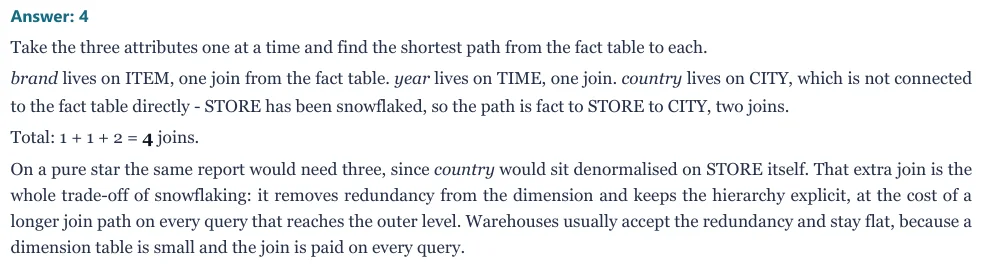 Answer: 4
Take the three attributes one at a time and find the shortest path from the fact table to each.
brand lives on ITEM, one join from the fact table. year lives on TIME, one join. country lives on CITY, which is not connected
to the fact table directly - STORE has been snowflaked, so the path is fact to STORE to CITY, two joins.
Total: 1 + 1 + 2 = 4 joins.
On a pure star the same report would need three, since country would sit denormalised on STORE itself. That extra join is the
whole trade-off of snowflaking: it removes redundancy from the dimension and keeps the hierarchy explicit, at the cost of a
longer join path on every query that reaches the outer level. Warehouses usually accept the redundancy and stay flat, because a
dimension table is small and the join is paid on every query.